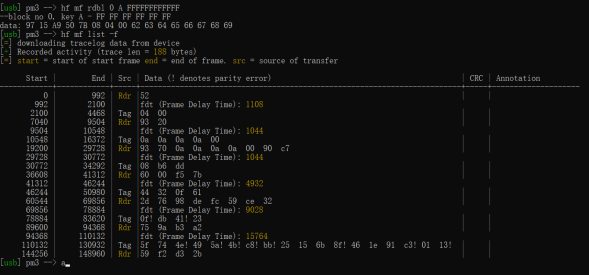 [usb] pm3 --> hf mf rdbl 0 A FFFFFFFFFFFF
--block no 0, key A - FF FF FF FF FF FF
data: 97 15 A9 50 7B 08 04 00 62 63 64 65 66 67 68 69
[usb] pm3 --> hf mf list -f
[=] downloading tracelog data from device
[+] Recorded activity (trace len = 188 bytes)
[=] start = start of start frame end = end of frame. src = source of transfer
Start | End | Src | Data (! denotes parity error) | CRC | Annotation
0 | 992 | Rdr | 52
992 | 2100 | fdt (Frame Delay Time): 1108
2100 | 4468 | Tag | 04 00
7040 | 9504 | Rdr | 93 20
9504 | 10548 | fdt (Frame Delay Time): 1044
10548 | 16372 | Tag | 0a 0a 0a 0a 00
19200 | 29728 | Rdr | 93 70 0a 0a 0a 0a 00 90 c7
29728 | 30772 | fdt (Frame Delay Time): 1044
30772 | 34292 | Tag | 08 b6 dd
36608 | 41312 | Rdr | 60 00 f5 7b
41312 | 46244 | fdt (Frame Delay Time): 4932
46244 | 50980 | Tag | 44 32 0f 61
60544 | 69856 | Rdr | 2d 76 98 de fc 59 ce 32
69856 | 78884 | fdt (Frame Delay Time): 9028
78884 | 83620 | Tag | 0f! db 41! 23
89600 | 94368 | Rdr | 75 9a b3 a2
94368 | 110132 | fdt (Frame Delay Time): 15764
110132 | 130932 | Tag | 5f 74 4e! 49 5a! 4b! c8! bb! 25 15 6b 8f! 46 1e 91 c3! 01 13!
144256 | 148960 | Rdr | 59 f2 d3 2b
[usb] pm3 --> a